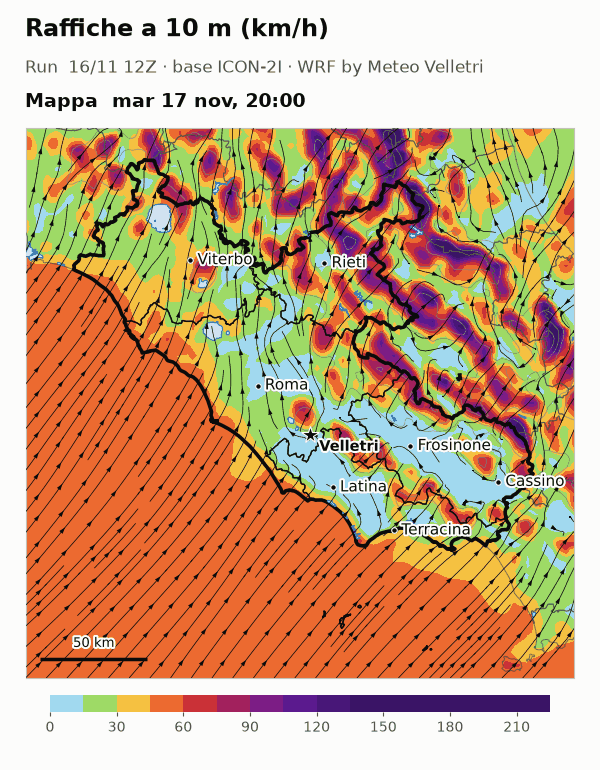 Raffiche a 10 m (km/h)
Run  16/11 12Z · base ICON-2I · WRF by Meteo Velletri
Mappa  mar 17 nov, 20:00
Viterbo
Rieti
Roma
Velletri
Frosinone
Latina
Cassino
Terracina
50 km
0 30 60 90 120 150 180 210